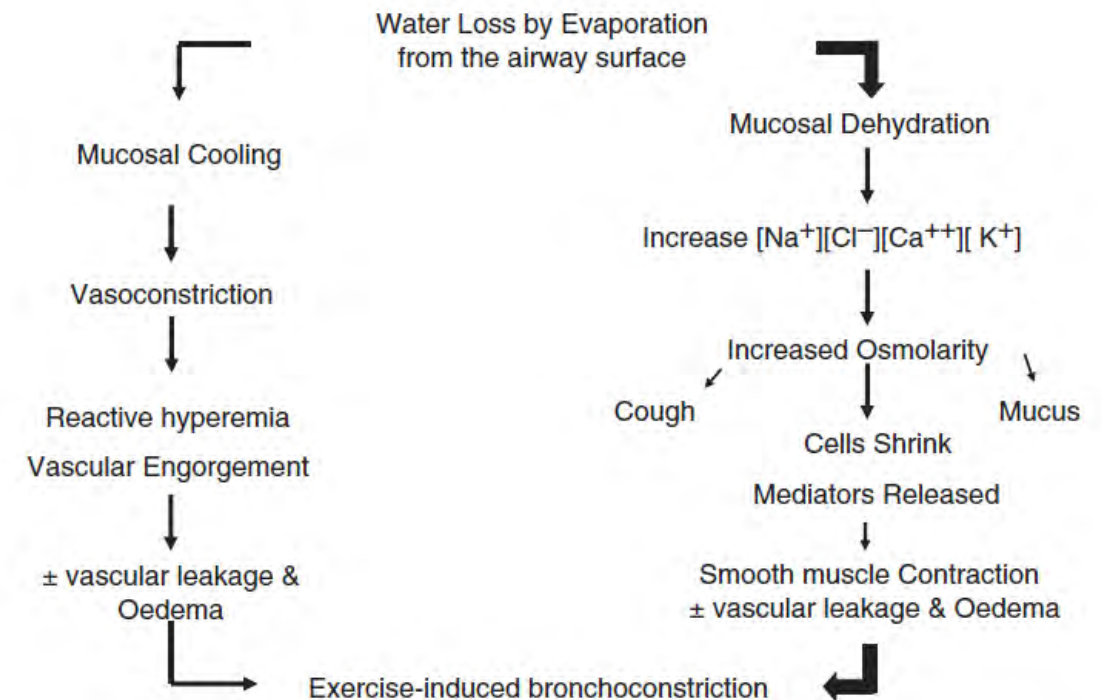 Water Loss by Evaporation
from the airway surface
Mucosal Cooling
Vasoconstriction
Reactive hyperemia
Vascular Engorgement
± vascular leakage &
Oedema
Mucosal Dehydration
Increase [Na⁺][Cl⁻][Ca⁺⁺][ K⁺]
Increased Osmolarity
Cough
Mucus
Cells Shrink
Mediators Released
Smooth muscle Contraction
± vascular leakage & Oedema
Exercise-induced bronchoconstriction